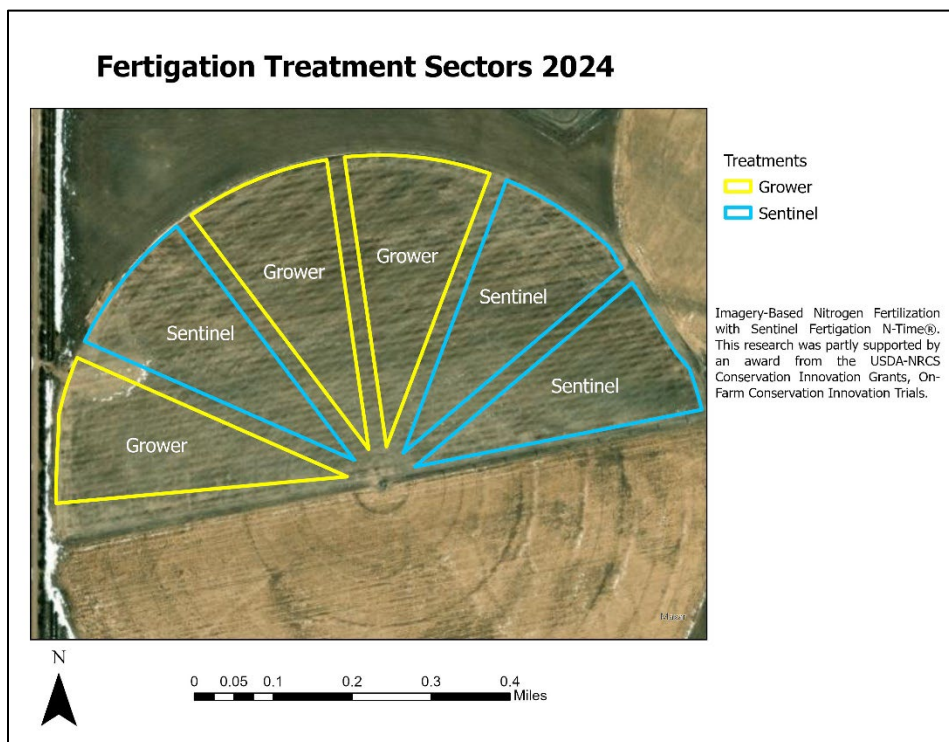 Fertigation Treatment Sectors 2024
Treatments
Grower
Sentinel
Grower
Grower
Sentinel
Sentinel
Sentinel
Grower
Imagery-Based Nitrogen Fertilization
with Sentinel Fertigation N-Time®.
This research was partly supported by
an award from the USDA-NRCS
Conservation Innovation Grants, On-
Farm Conservation Innovation Trials.
Maxar
N
0 0.05 0.1 0.2 0.3 0.4
Miles